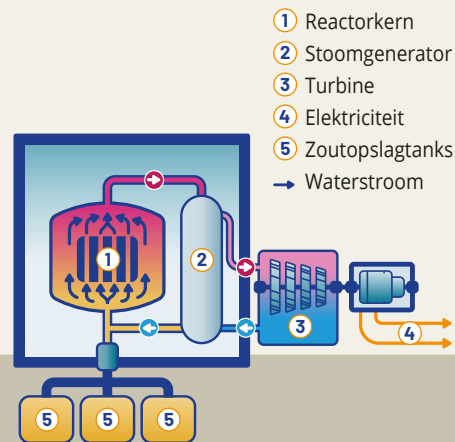 1 Reactorkern
2 Stoomgenerator
3 Turbine
4 Elektriciteit
5 Zoutopslagtanks
Waterstroom
1
2
3
4
5 5 5